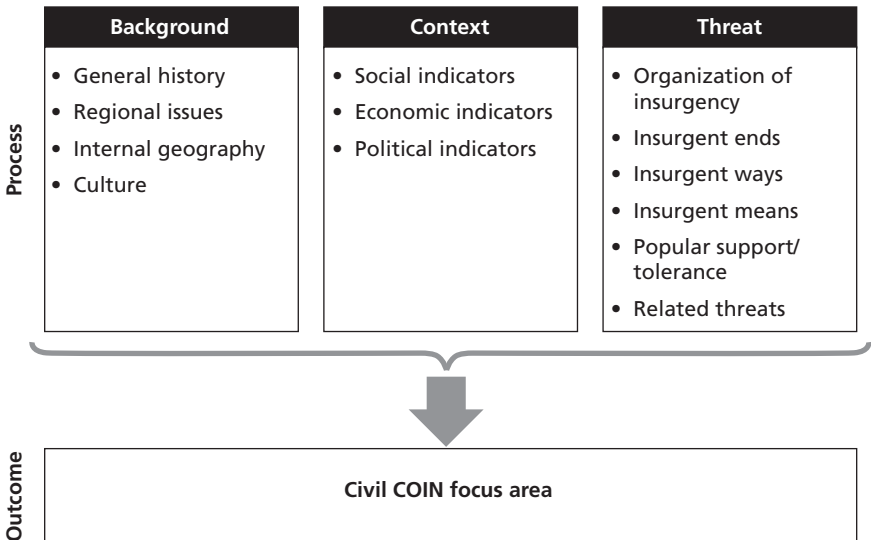 Process
Background
• General history
• Regional issues
• Internal geography
• Culture
Context
• Social indicators
• Economic indicators
• Political indicators
Threat
• Organization of
insurgency
• Insurgent ends
• Insurgent ways
• Insurgent means
• Popular support/
tolerance
• Related threats
Outcome
Civil COIN focus area